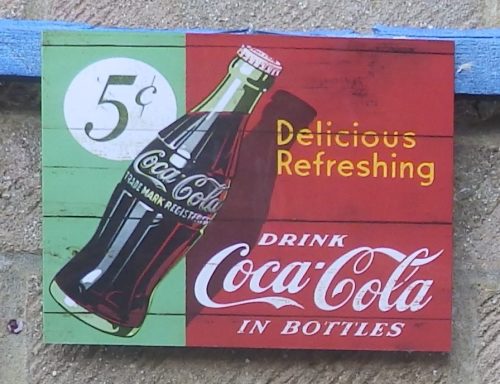 5¢
Delicious
Refreshing
Coca-Cola
TRADE MARK REGISTERED
DRINK
Coca-Cola
IN BOTTLES